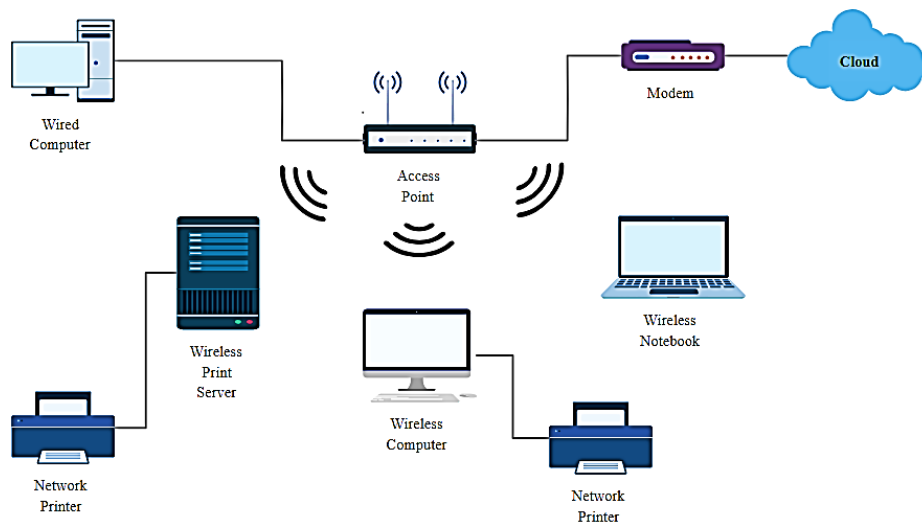 Cloud
Modem
Wired
Computer
Access
Point
Wireless
Notebook
Wireless
Print
Server
Wireless
Computer
Network
Printer
Network
Printer